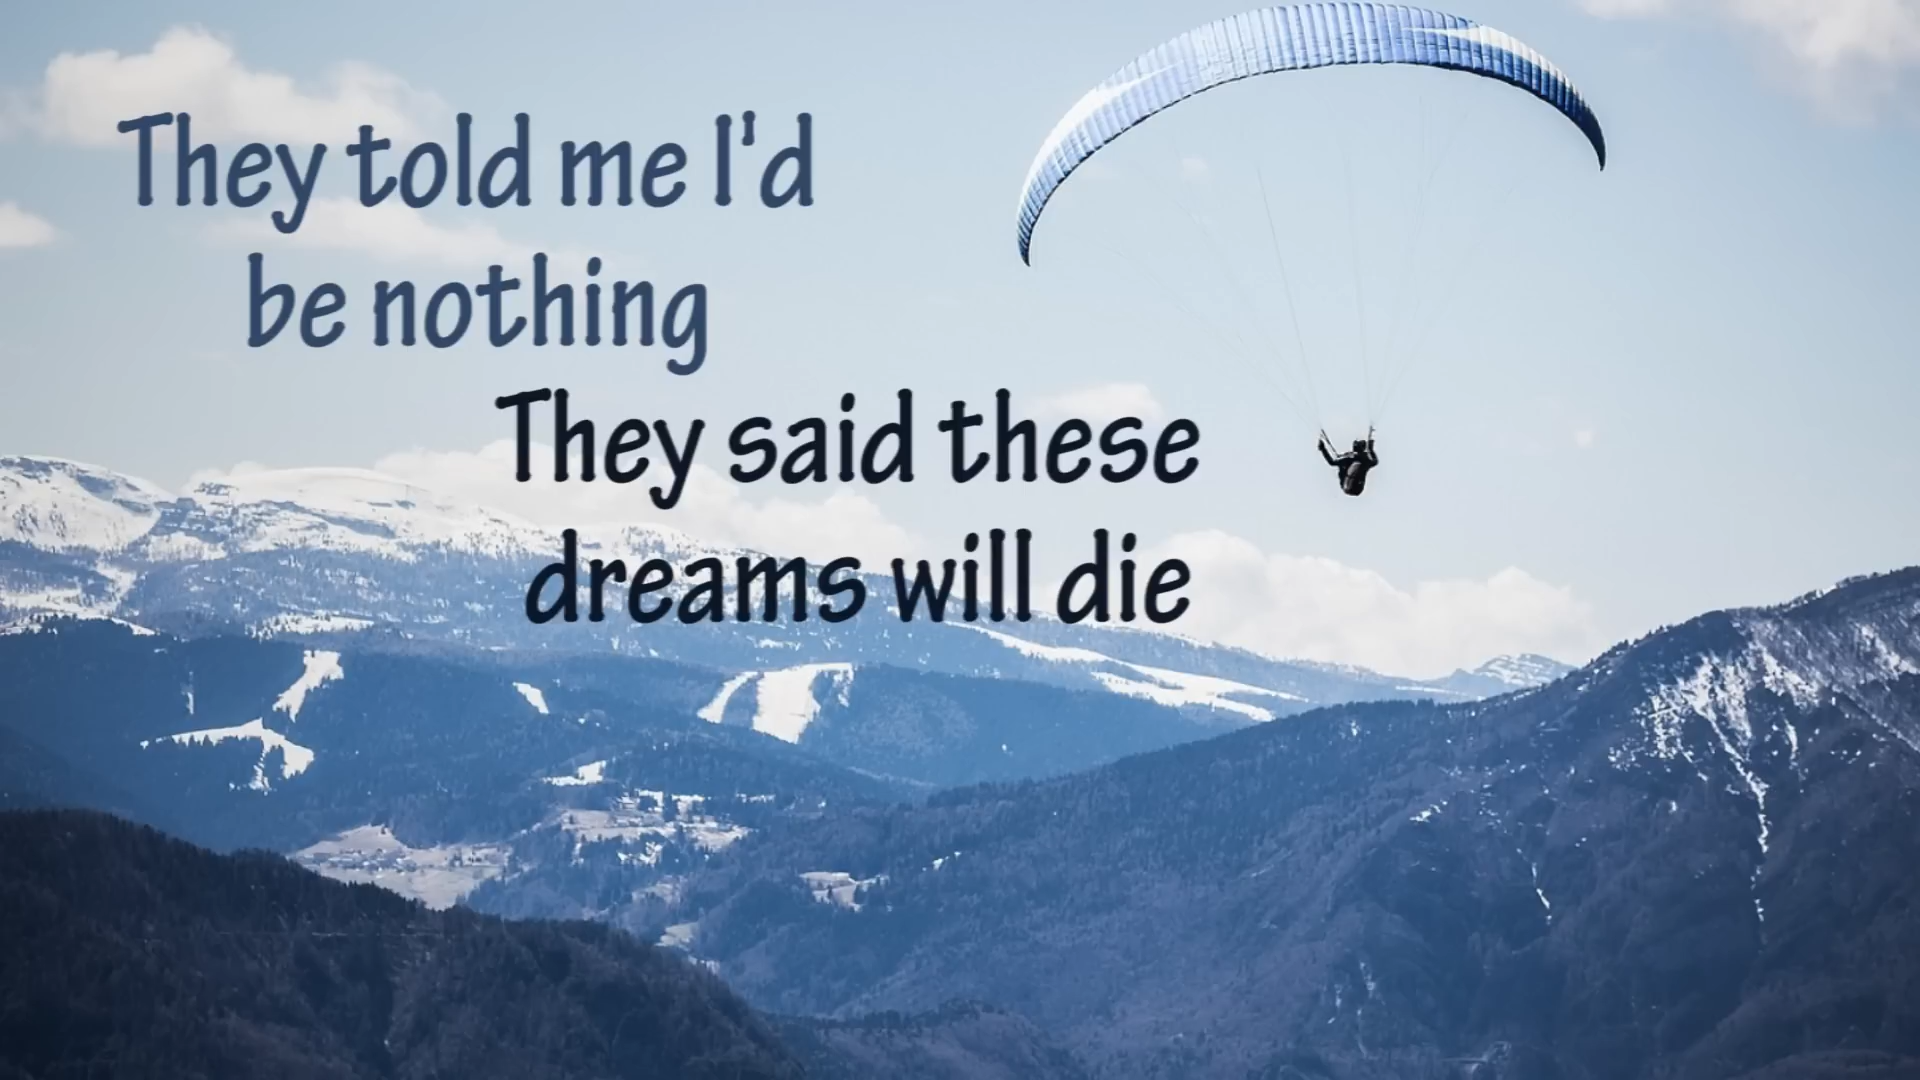 They told me I'd
be nothing
They said these
dreams will die